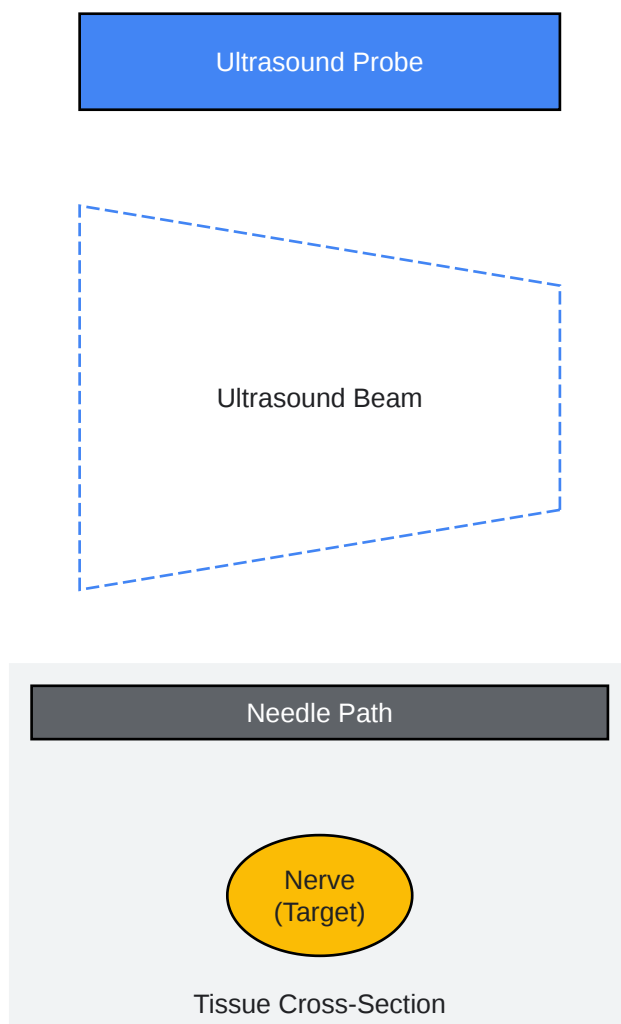 Ultrasound Probe
Ultrasound Beam
Needle Path
Nerve
(Target)
Tissue Cross-Section